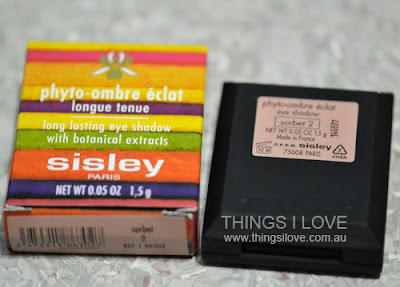 phyto-ombre éclat
longue tenue
long lasting eye shadow
with botanical extracts
sisley
PARIS
NET WT 0.05 OZ 1,5 g
sorbet
2
phyto-ombre éclat
eye shadow
sorbet 2
NET WT 0.05 OZ 1.5 g
Made in France
C.F.E.B. sisley
75008 PARIS
12 M
THINGS I LOVE
www.thingsilove.com.au